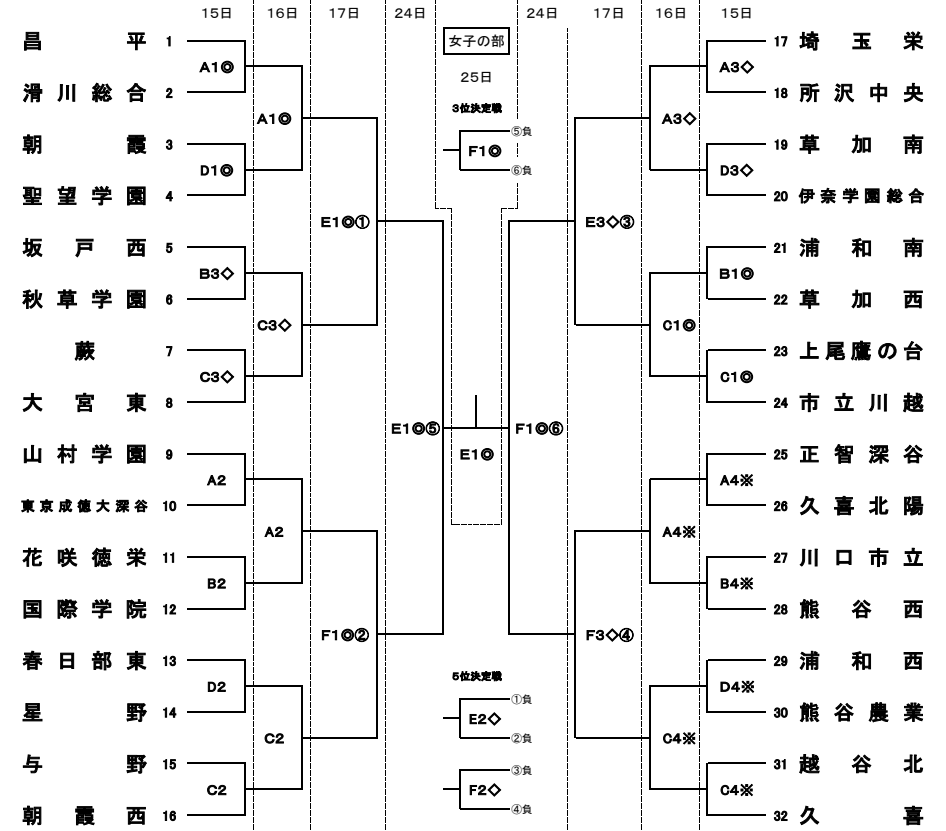 15日 16日 17日 24日 24日 17日 16日 15日
女子の部
25日
昌平 1
A1◎
滑川総合 2
A1◎
朝霞 3
D1◎
聖望学園 4
E1◎①
坂戸西 5
B3◇
秋草学園 6
C3◇
蕨 7
C3◇
大宮東 8
E1◎⑤
山村学園 9
A2
東京成徳大深谷 10
A2
花咲徳栄 11
B2
国際学院 12
F1◎②
春日部東 13
D2
星野 14
C2
与野 15
C2
朝霞西 16
3位決定戦
⑤負
F1◎
⑥負
E1◎
5位決定戦
①負
E2◇
②負
③負
F2◇
④負
17 埼玉栄
A3◇
18 所沢中央
A3◇
19 草加南
D3◇
20 伊奈学園総合
E3◇③
21 浦和南
B1◎
22 草加西
C1◎
23 上尾鷹の台
C1◎
24 市立川越
F1◎⑥
25 正智深谷
A4※
26 久喜北陽
A4※
27 川口市立
B4※
28 熊谷西
F3◇④
29 浦和西
D4※
30 熊谷農業
C4※
31 越谷北
C4※
32 久喜